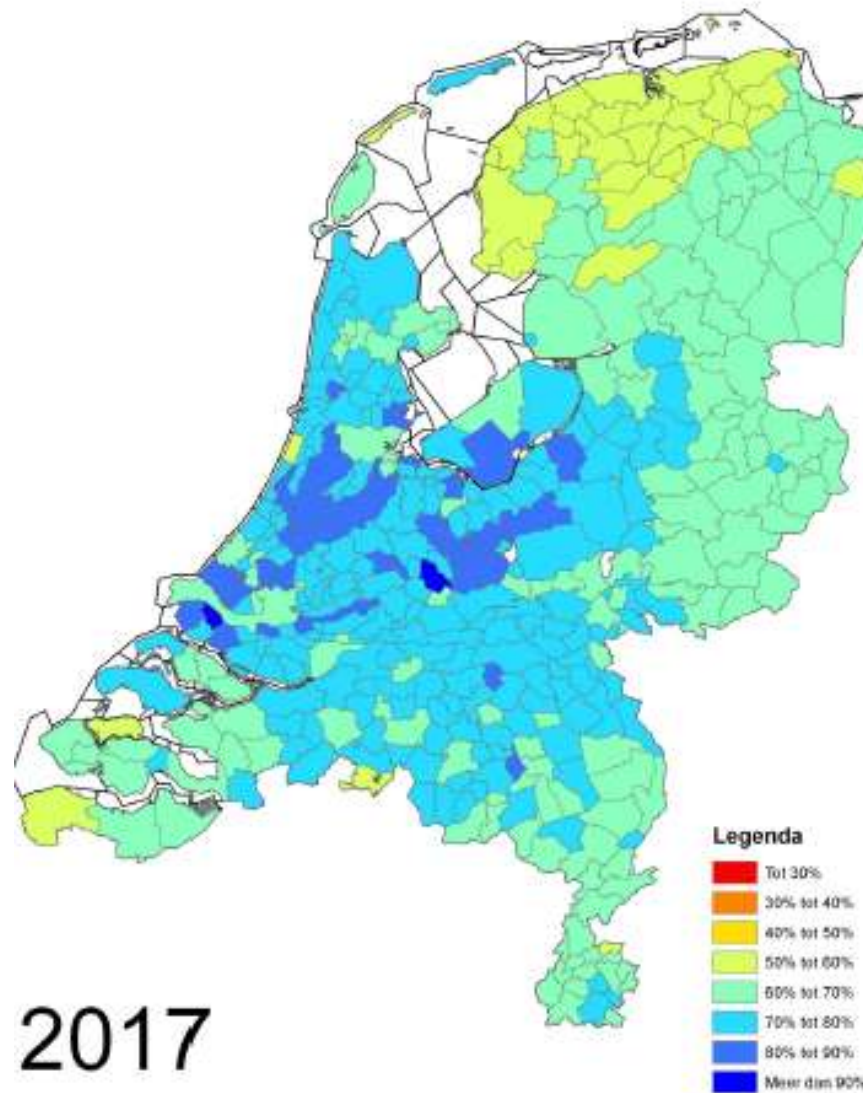 Legenda
Tot 30%
30% tot 40%
40% tot 50%
50% tot 60%
60% tot 70%
70% tot 80%
80% tot 90%
Meer dan 90%
2017